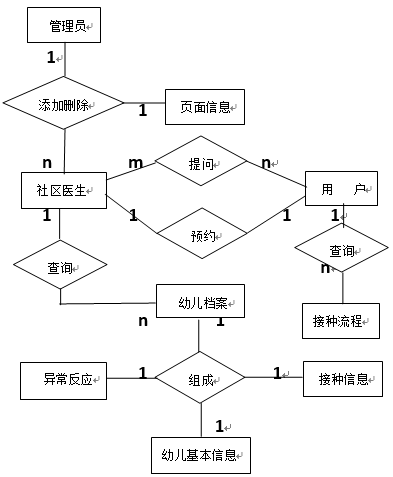 管理员
1
添加删除
1
页面信息
n
m
提问
n
社区医生
用 户
1
1
预约
1
1
查询
查询
n
幼儿档案
n
1
接种流程
异常反应
1
组成
1
接种信息
1
幼儿基本信息